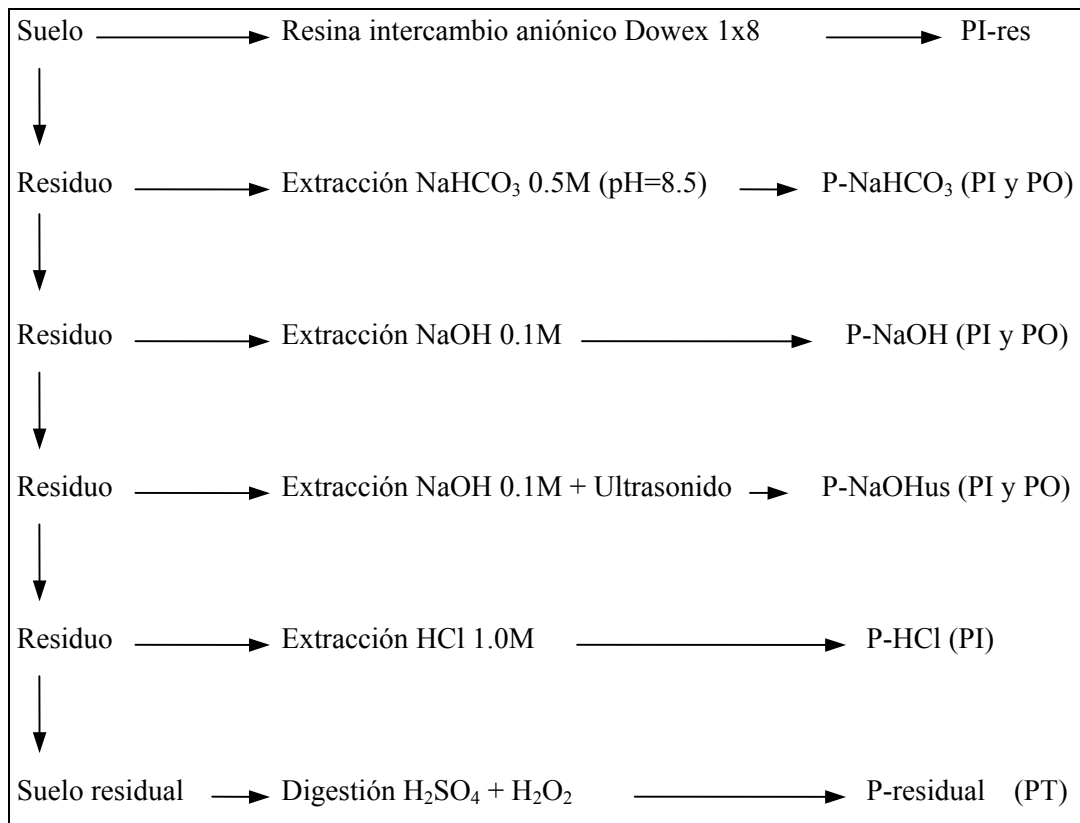 Suelo Resina intercambio aniónico Dowex 1x8 PI-res
Residuo Extracción NaHCO₃ 0.5M (pH=8.5) P-NaHCO₃ (PI y PO)
Residuo Extracción NaOH 0.1M P-NaOH (PI y PO)
Residuo Extracción NaOH 0.1M + Ultrasonido P-NaOHus (PI y PO)
Residuo Extracción HCl 1.0M P-HCl (PI)
Suelo residual Digestión H₂SO₄ + H₂O₂ P-residual (PT)